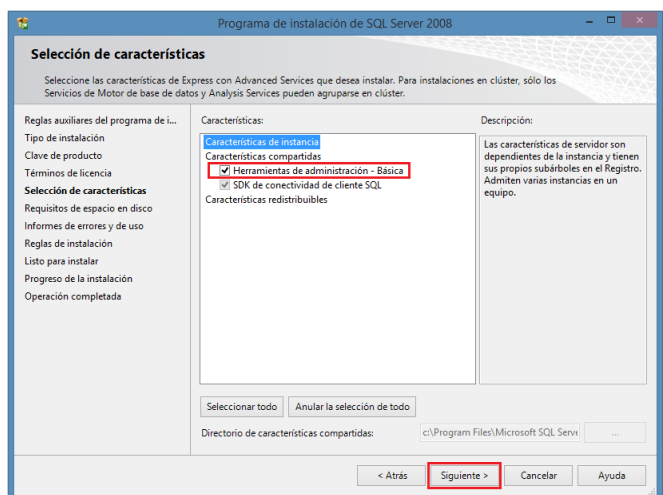 Programa de instalación de SQL Server 2008
Selección de características
Seleccione las características de Express con Advanced Services que desea instalar. Para instalaciones en clúster, sólo los
Servicios de Motor de base de datos y Analysis Services pueden agruparse en clúster.
Reglas auxiliares del programa de i...
Tipo de instalación
Clave de producto
Términos de licencia
Selección de características
Requisitos de espacio en disco
Informes de errores y de uso
Reglas de instalación
Listo para instalar
Progreso de la instalación
Operación completada
Características:
Características de instancia
Características compartidas
Herramientas de administración - Básica
SDK de conectividad de cliente SQL
Características redistribuibles
Descripción:
Las características de servidor son
dependientes de la instancia y tienen
sus propios subárboles en el Registro.
Admiten varias instancias en un
equipo.
Seleccionar todo
Anular la selección de todo
Directorio de características compartidas:
c:\Program Files\Microsoft SQL Serve
...
< Atrás
Siguiente >
Cancelar
Ayuda